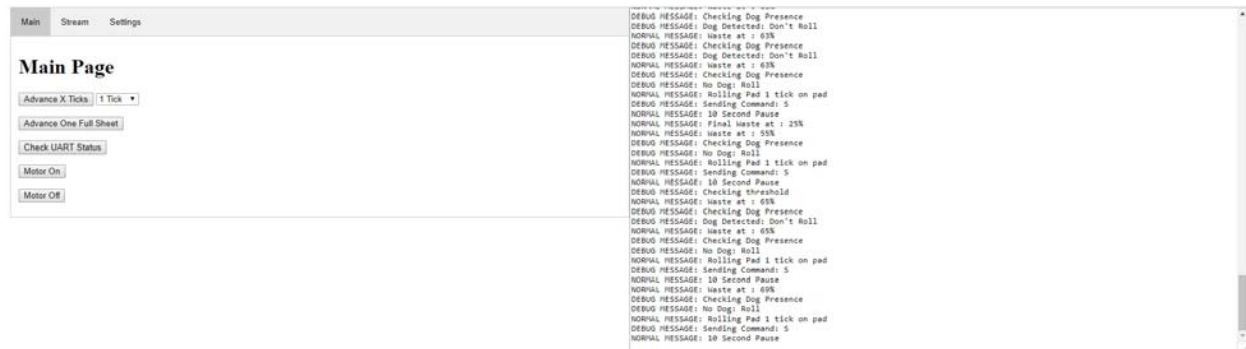 Main Stream Settings
Main Page
Advance X Ticks 1 Tick
Advance One Full Sheet
Check UART Status
Motor On
Motor Off
DEBUG MESSAGE: Checking Dog Presence
DEBUG MESSAGE: Dog Detected: Don't Roll
NORMAL MESSAGE: Waste at : 63%
DEBUG MESSAGE: Checking Dog Presence
DEBUG MESSAGE: Dog Detected: Don't Roll
NORMAL MESSAGE: Waste at : 63%
DEBUG MESSAGE: Checking Dog Presence
DEBUG MESSAGE: No Dog: Roll
NORMAL MESSAGE: Rolling Pad 1 tick on pad
DEBUG MESSAGE: Sending Command: S
NORMAL MESSAGE: 10 Second Pause
NORMAL MESSAGE: Final Waste at : 25%
NORMAL MESSAGE: Waste at : 55%
DEBUG MESSAGE: Checking Dog Presence
DEBUG MESSAGE: No Dog: Roll
NORMAL MESSAGE: Rolling Pad 1 tick on pad
DEBUG MESSAGE: Sending Command: S
NORMAL MESSAGE: 10 Second Pause
DEBUG MESSAGE: Checking threshold
NORMAL MESSAGE: Waste at : 65%
DEBUG MESSAGE: Checking Dog Presence
DEBUG MESSAGE: Dog Detected: Don't Roll
NORMAL MESSAGE: Waste at : 65%
DEBUG MESSAGE: Checking Dog Presence
DEBUG MESSAGE: No Dog: Roll
NORMAL MESSAGE: Rolling Pad 1 tick on pad
DEBUG MESSAGE: Sending Command: S
NORMAL MESSAGE: 10 Second Pause
NORMAL MESSAGE: Waste at : 69%
DEBUG MESSAGE: Checking Dog Presence
DEBUG MESSAGE: No Dog: Roll
NORMAL MESSAGE: Rolling Pad 1 tick on pad
DEBUG MESSAGE: Sending Command: S
NORMAL MESSAGE: 10 Second Pause